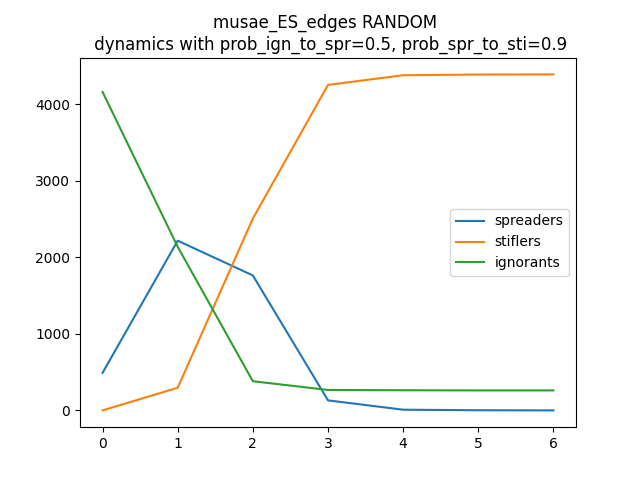 musae_ES_edges RANDOM
dynamics with prob_ign_to_spr=0.5, prob_spr_to_sti=0.9
4000
3000
2000
1000
0
spreaders
stiflers
ignorants
0 1 2 3 4 5 6